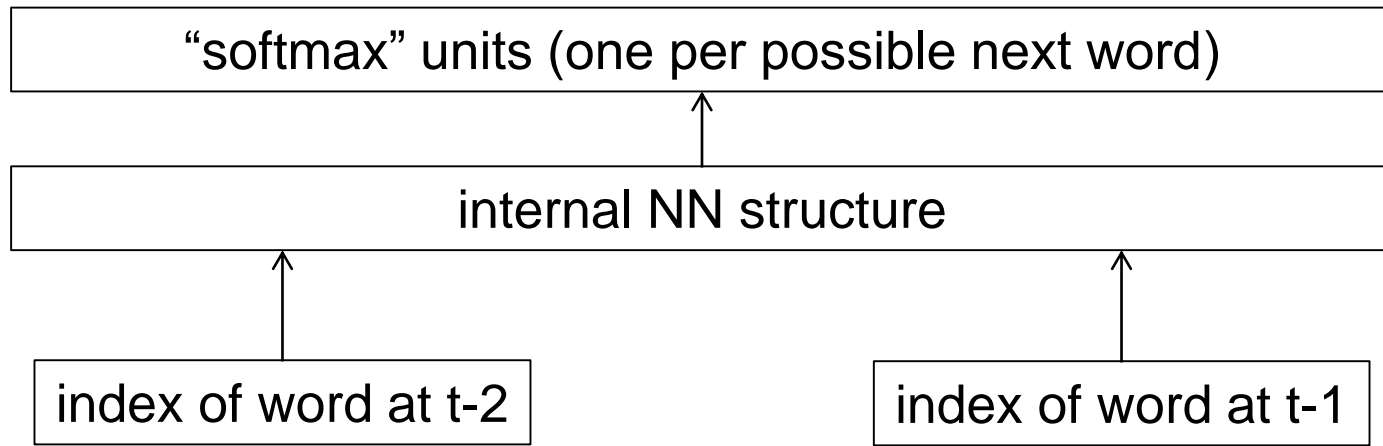 “softmax” units (one per possible next word)
internal NN structure
index of word at t-2
index of word at t-1